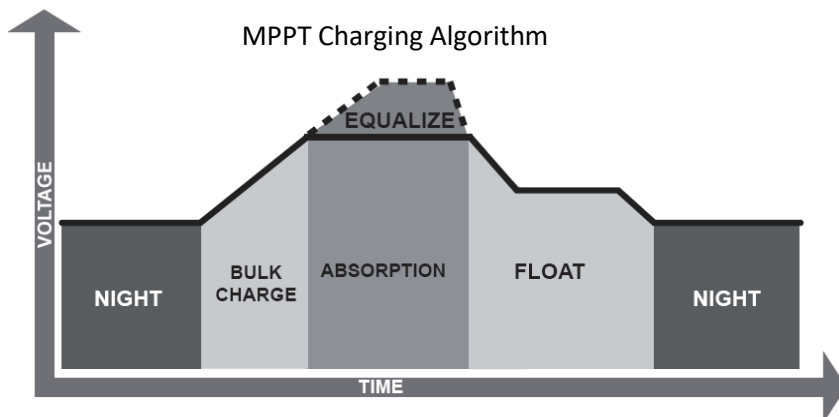 MPPT Charging Algorithm
EQUALIZE
VOLTAGE
NIGHT
BULK
CHARGE
ABSORPTION
FLOAT
NIGHT
TIME